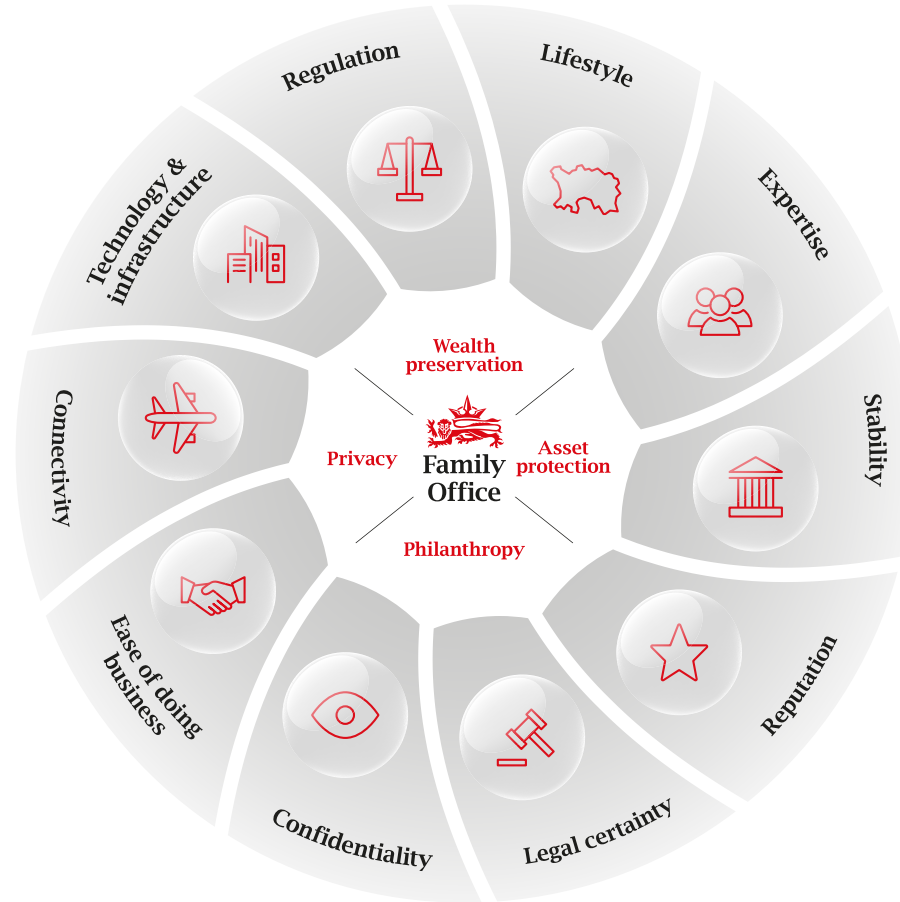 Regulation
Lifestyle
Expertise
Stability
Reputation
Legal certainty
Confidentiality
Ease of doing
business
Connectivity
Technology &
infrastructure
Wealth
preservation
Privacy
Family
Office
Asset
protection
Philanthropy